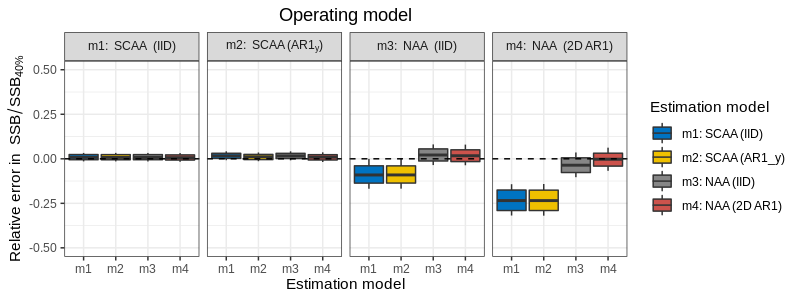 Operating model
m1: SCAA (IID)
m2: SCAA (AR1y)
m3: NAA (IID)
m4: NAA (2D AR1)
Relative error in SSB/SSB40%
0.50
0.25
0.00
-0.25
-0.50
m1 m2 m3 m4
m1 m2 m3 m4
m1 m2 m3 m4
m1 m2 m3 m4
Estimation model
Estimation model
m1: SCAA (IID)
m2: SCAA (AR1_y)
m3: NAA (IID)
m4: NAA (2D AR1)